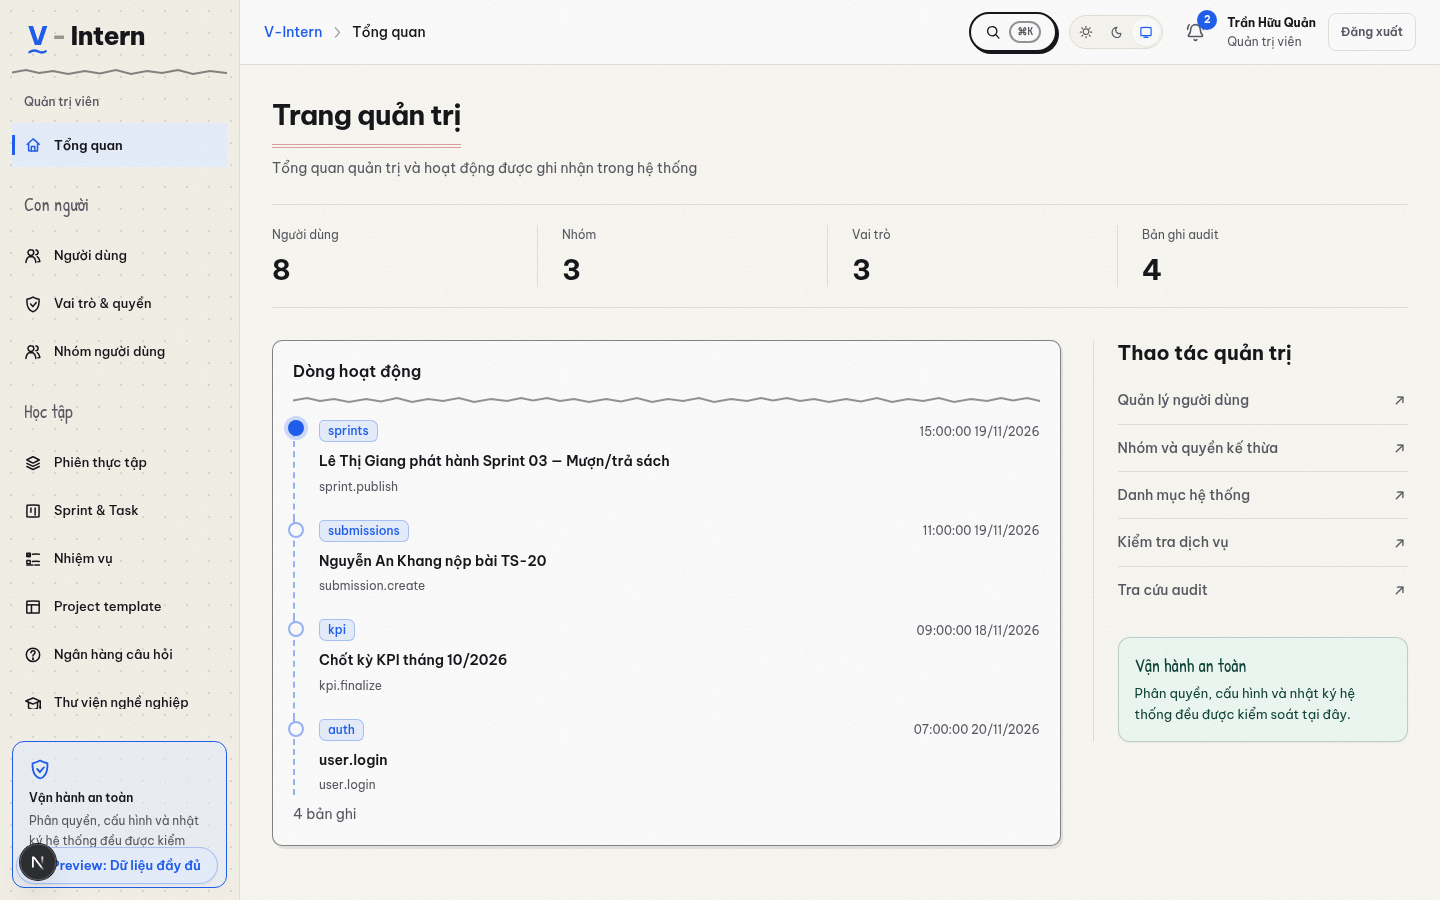 V - Intern
Quản trị viên
Tổng quan
Con người
Người dùng
Vai trò & quyền
Nhóm người dùng
Học tập
Phiên thực tập
Sprint & Task
Nhiệm vụ
Project template
Ngân hàng câu hỏi
Thư viện nghề nghiệp
Vận hành an toàn
Phân quyền, cấu hình và nhật
ký hệ thống đều được kiểm
N
Preview: Dữ liệu đầy đủ
V-Intern > Tổng quan
⌘K
2
Trần Hữu Quản
Quản trị viên
Đăng xuất
Trang quản trị
Tổng quan quản trị và hoạt động được ghi nhận trong hệ thống
Người dùng
8
Nhóm
3
Vai trò
3
Bản ghi audit
4
Dòng hoạt động
sprints 15:00:00 19/11/2026
Lê Thị Giang phát hành Sprint 03 — Mượn/trả sách
sprint.publish
submissions 11:00:00 19/11/2026
Nguyễn An Khang nộp bài TS-20
submission.create
kpi 09:00:00 18/11/2026
Chốt kỳ KPI tháng 10/2026
kpi.finalize
auth 07:00:00 20/11/2026
user.login
user.login
4 bản ghi
Thao tác quản trị
Quản lý người dùng
Nhóm và quyền kế thừa
Danh mục hệ thống
Kiểm tra dịch vụ
Tra cứu audit
Vận hành an toàn
Phân quyền, cấu hình và nhật ký hệ
thống đều được kiểm soát tại đây.